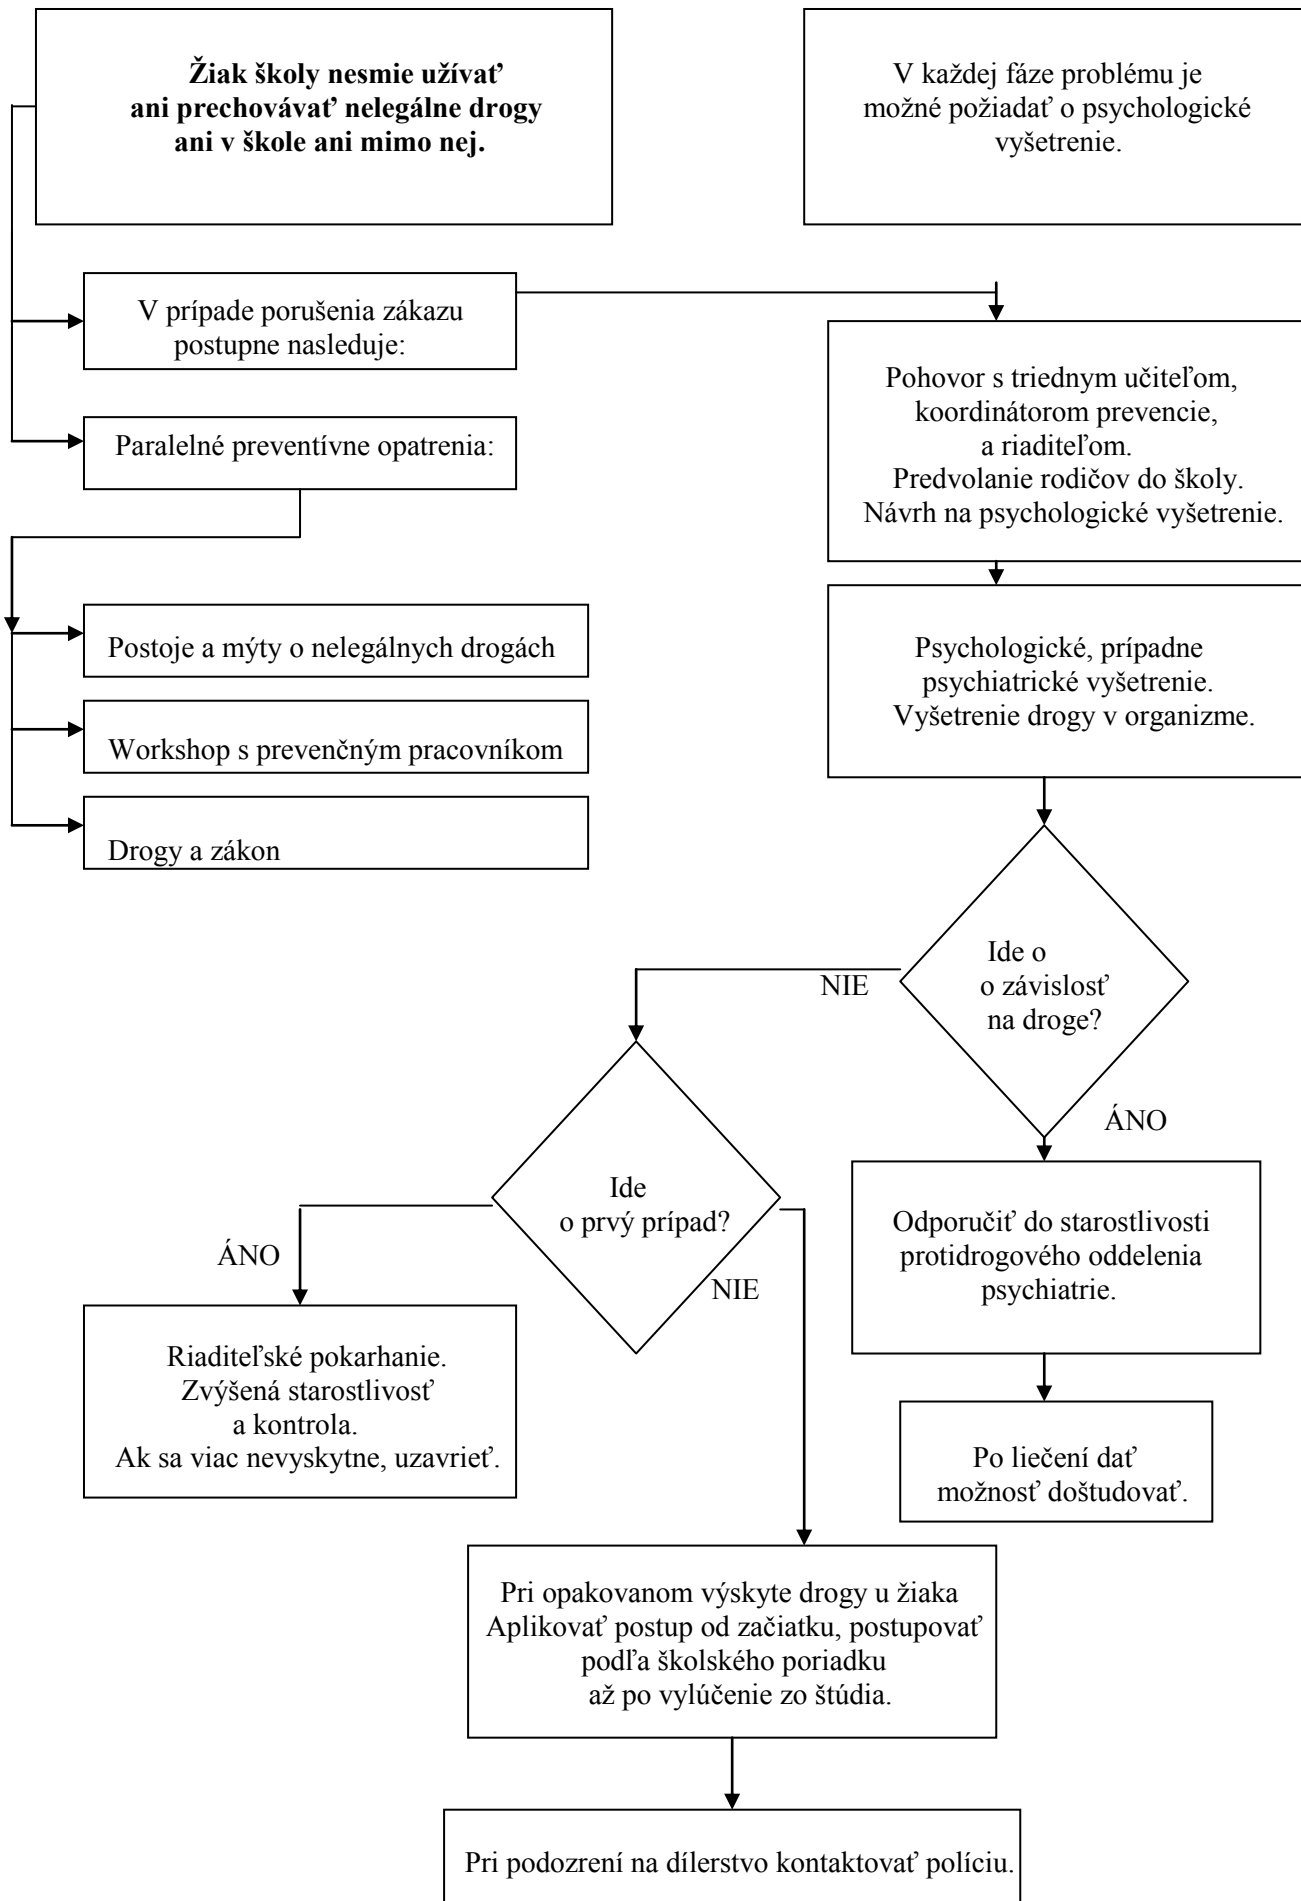 Žiak školy nesmie užívať
ani prechovávať nelegálne drogy
ani v škole ani mimo nej.
V každej fáze problému je
možné požiadať o psychologické
vyšetrenie.
V prípade porušenia zákazu
postupne nasleduje:
Pohovor s triednym učiteľom,
koordinátorom prevencie,
a riaditeľom.
Predvolanie rodičov do školy.
Návrh na psychologické vyšetrenie.
Paralelné preventívne opatrenia:
Postoje a mýty o nelegálnych drogách
Workshop s prevenčným pracovníkom
Drogy a zákon
Psychologické, prípadne
psychiatrické vyšetrenie.
Vyšetrenie drogy v organizme.
Ide o
o závislosť
na droge?
NIE
ÁNO
Ide
o prvý prípad?
ÁNO
NIE
Odporučiť do starostlivosti
protidrogového oddelenia
psychiatrie.
Riaditeľské pokarhanie.
Zvýšená starostlivosť
a kontrola.
Ak sa viac nevyskytne, uzavrieť.
Po liečení dať
možnosť doštudovať.
Pri opakovanom výskyte drogy u žiaka
Aplikovať postup od začiatku, postupovať
podľa školského poriadku
až po vylúčenie zo štúdia.
Pri podozrení na dílerstvo kontaktovať políciu.